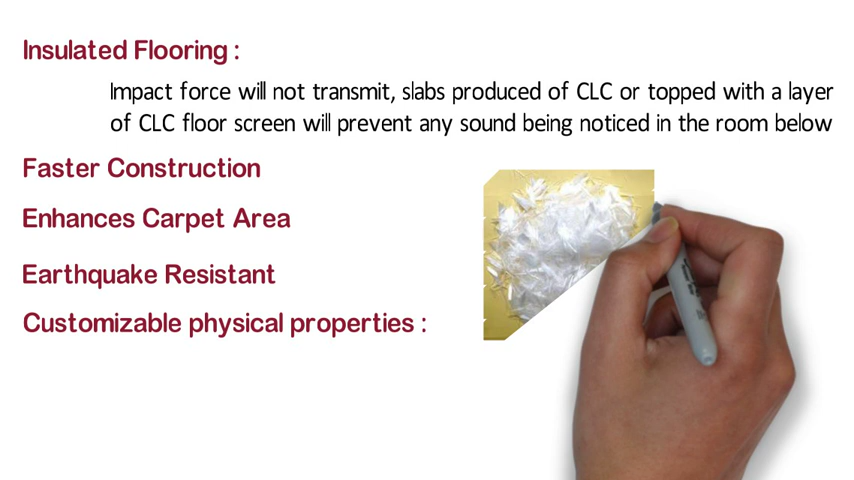 Insulated Flooring :
Impact force will not transmit, slabs produced of CLC or topped with a layer
of CLC floor screen will prevent any sound being noticed in the room below
Faster Construction
Enhances Carpet Area
Earthquake Resistant
Customizable physical properties :